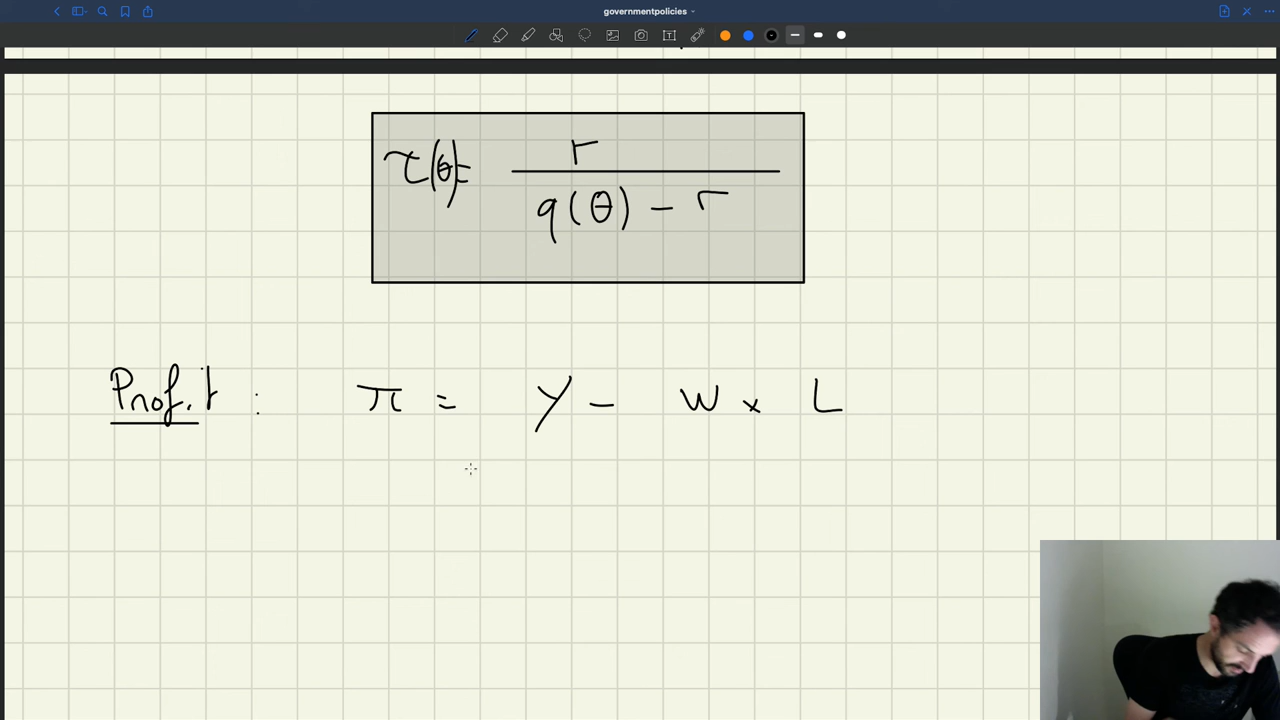 governmentpolicies
τ(θ) = r / (q(θ) - r)
Profit : π = y - w × L